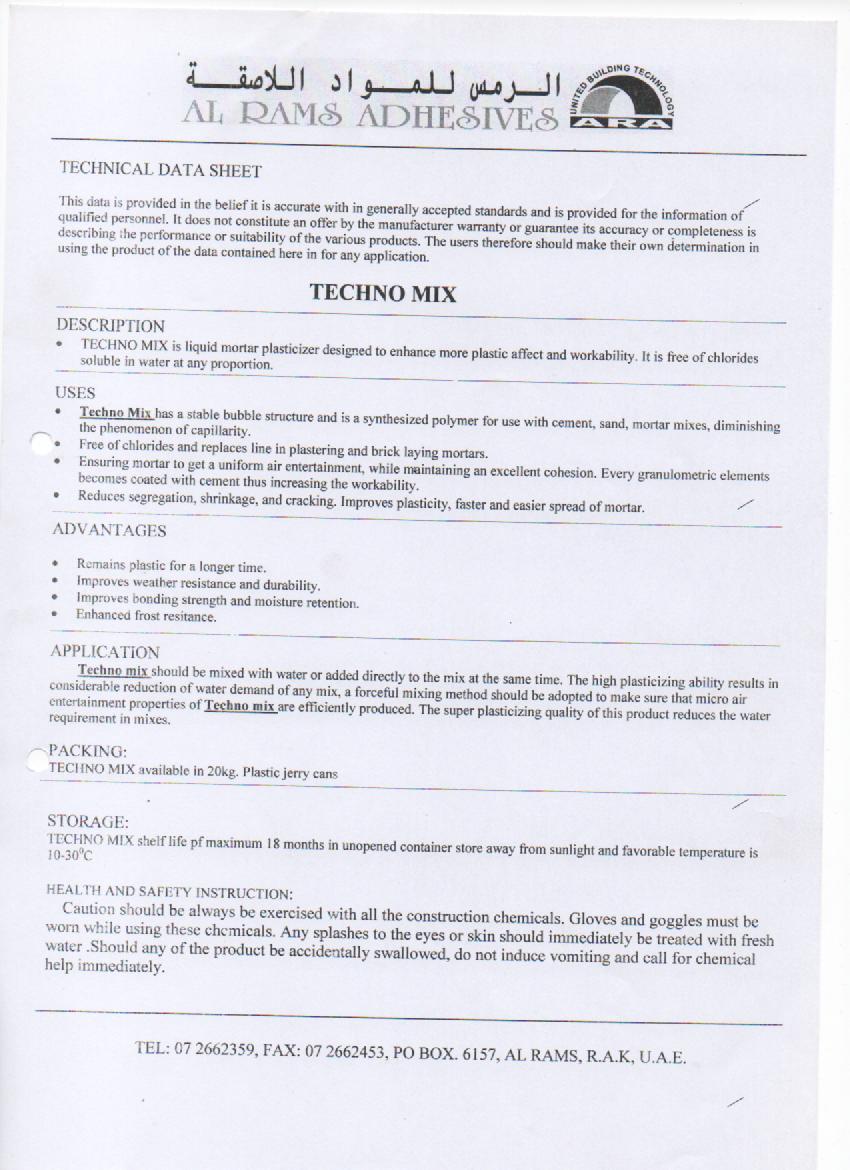 الـرمس للمـواد اللاصقـة
AL RAMS ADHESIVES
UNITED BUILDING TECHNOLOGY
ARA
TECHNICAL DATA SHEET
This data is provided in the belief it is accurate with in generally accepted standards and is provided for the information of
qualified personnel. It does not constitute an offer by the manufacturer warranty or guarantee its accuracy or completeness is
describing the performance or suitability of the various products. The users therefore should make their own determination in
using the product of the data contained here in for any application.
TECHNO MIX
DESCRIPTION
• TECHNO MIX is liquid mortar plasticizer designed to enhance more plastic affect and workability. It is free of chlorides
soluble in water at any proportion.
USES
• Techno Mix has a stable bubble structure and is a synthesized polymer for use with cement, sand, mortar mixes, diminishing
the phenomenon of capillarity.
• Free of chlorides and replaces line in plastering and brick laying mortars.
• Ensuring mortar to get a uniform air entertainment, while maintaining an excellent cohesion. Every granulometric elements
becomes coated with cement thus increasing the workability.
• Reduces segregation, shrinkage, and cracking. Improves plasticity, faster and easier spread of mortar.
ADVANTAGES
• Remains plastic for a longer time.
• Improves weather resistance and durability.
• Improves bonding strength and moisture retention.
• Enhanced frost resitance.
APPLICATION
Techno mix should be mixed with water or added directly to the mix at the same time. The high plasticizing ability results in
considerable reduction of water demand of any mix, a forceful mixing method should be adopted to make sure that micro air
entertainment properties of Techno mix are efficiently produced. The super plasticizing quality of this product reduces the water
requirement in mixes.
PACKING:
TECHNO MIX available in 20kg. Plastic jerry cans
STORAGE:
TECHNO MIX shelf life pf maximum 18 months in unopened container store away from sunlight and favorable temperature is
10-30⁰C
HEALTH AND SAFETY INSTRUCTION:
Caution should be always be exercised with all the construction chemicals. Gloves and goggles must be
worn while using these chemicals. Any splashes to the eyes or skin should immediately be treated with fresh
water .Should any of the product be accidentally swallowed, do not induce vomiting and call for chemical
help immediately.
TEL: 07 2662359, FAX: 07 2662453, PO BOX. 6157, AL RAMS, R.A.K, U.A.E.